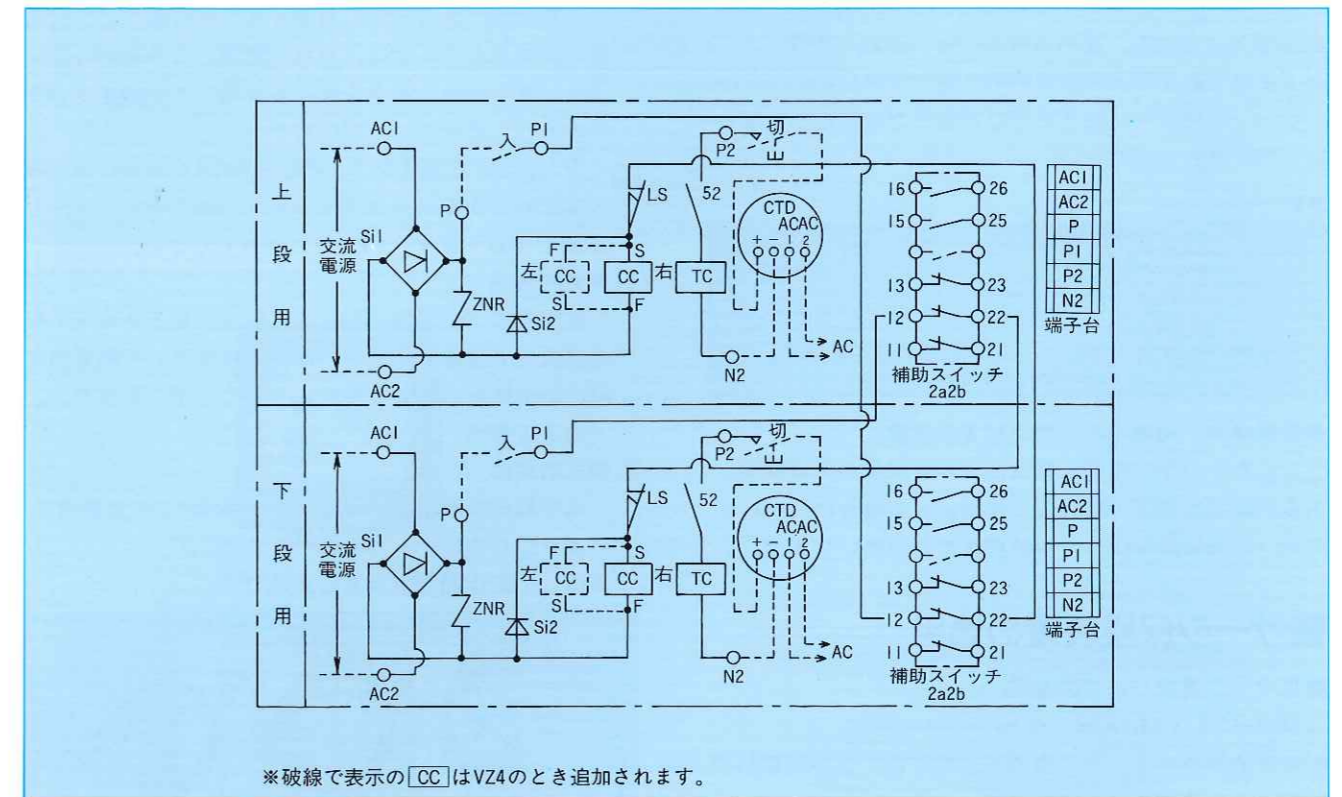 上段用
AC1
入
P1
P2
切
Si1
P
交流
電源
ZNR
Si2
LS
F
S
左
CC
CC
右
S
F
52
TC
CTD
ACAC
+ - 1 2
AC
N2
AC2
16
26
15
25
13
23
12
22
11
21
補助スイッチ
2a2b
AC1
AC2
P
P1
P2
N2
端子台
下段用
AC1
入
P1
P2
切
Si1
P
交流
電源
ZNR
Si2
LS
F
S
左
CC
CC
右
S
F
52
TC
CTD
ACAC
+ - 1 2
AC
N2
AC2
16
26
15
25
13
23
12
22
11
21
補助スイッチ
2a2b
AC1
AC2
P
P1
P2
N2
端子台
※破線で表示のCCはVZ4のとき追加されます。